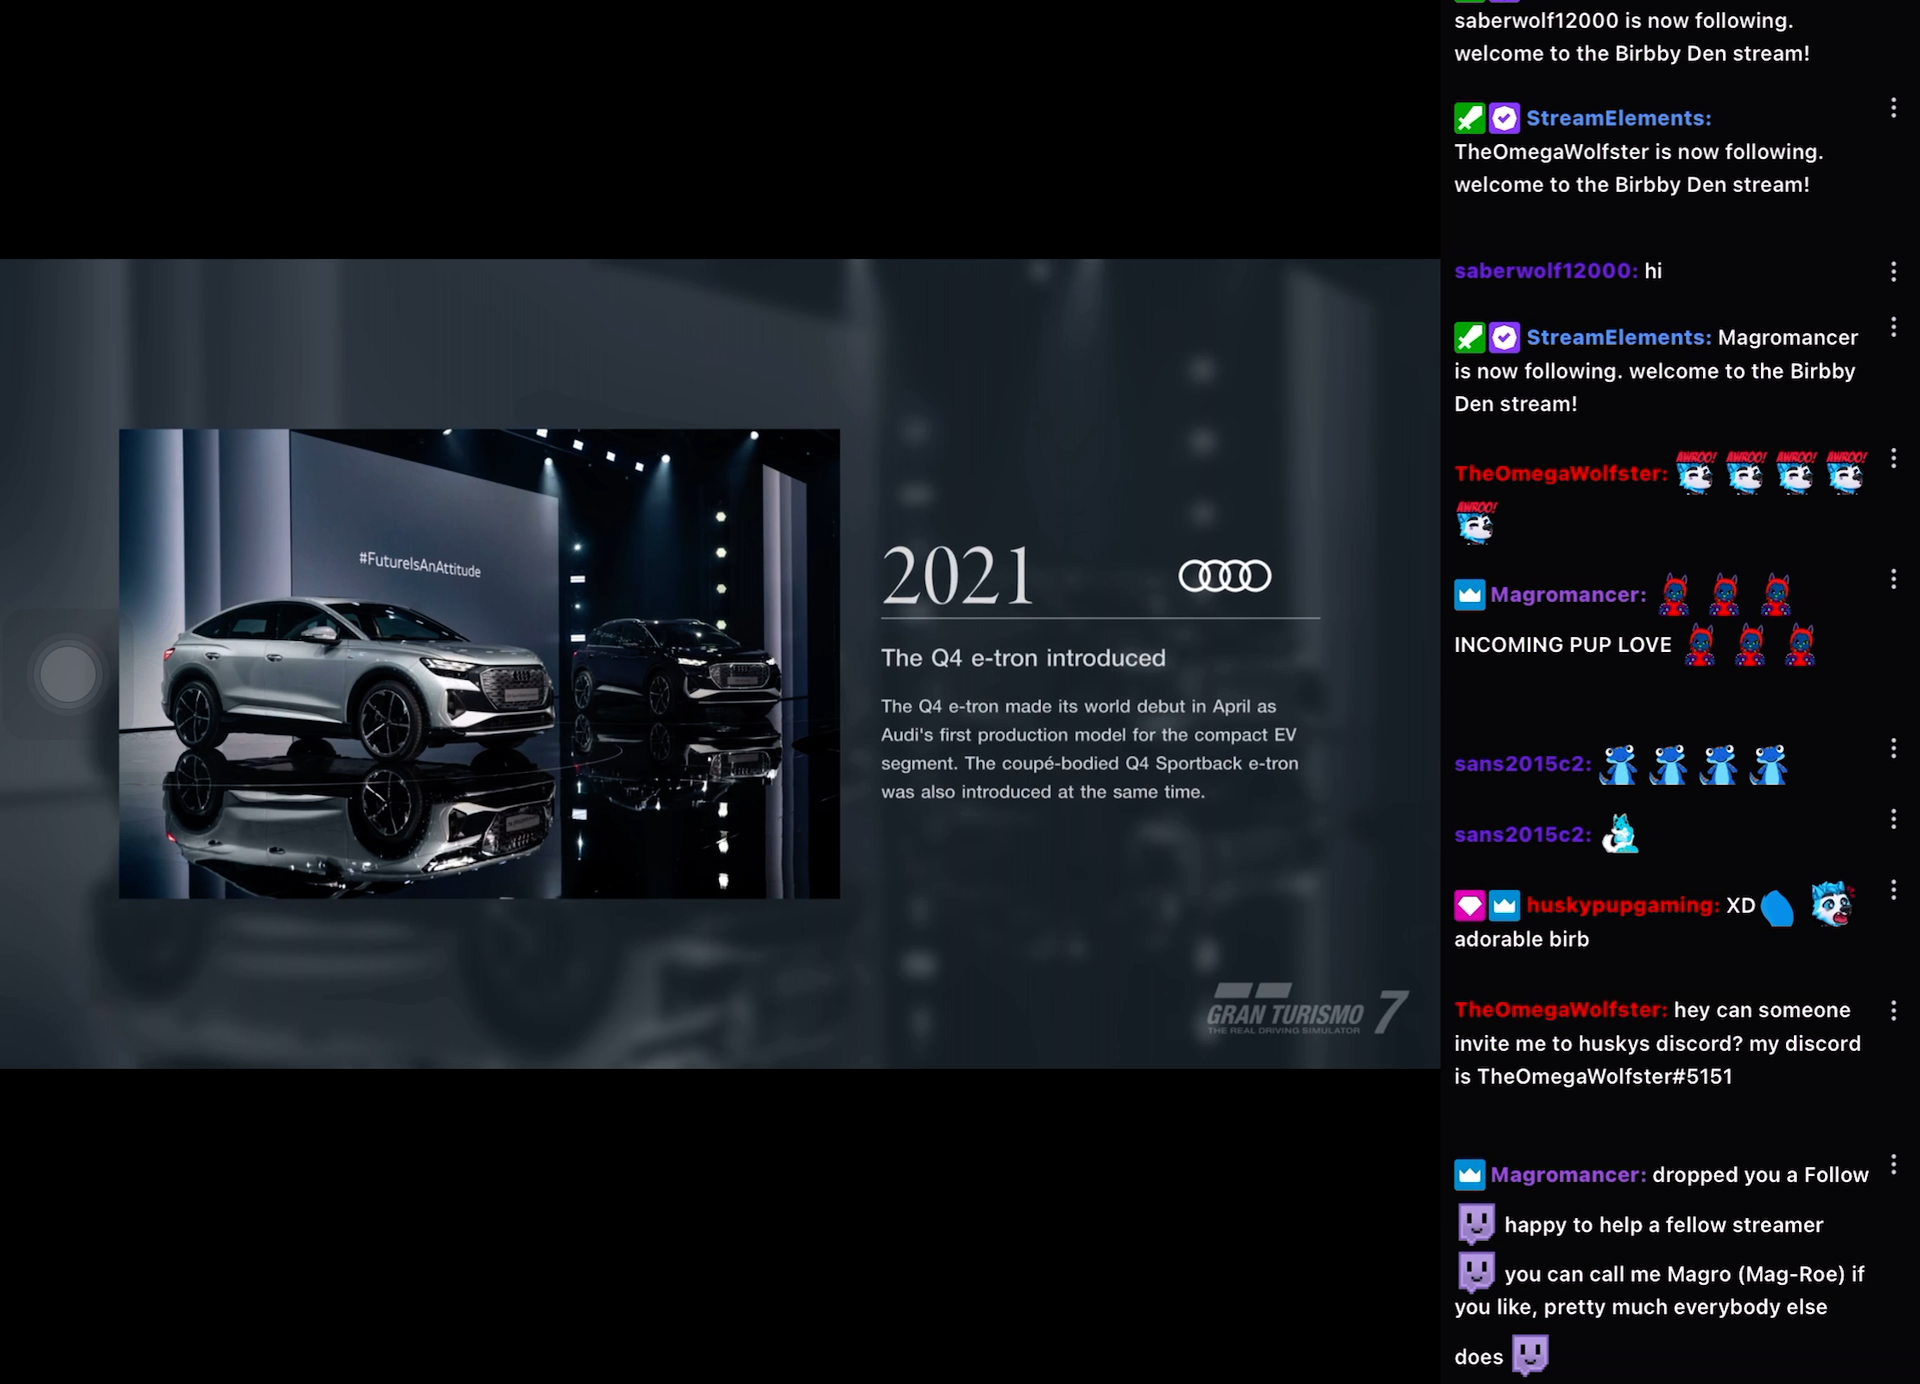 #FutureIsAnAttitude
2021
The Q4 e-tron introduced
The Q4 e-tron made its world debut in April as
Audi's first production model for the compact EV
segment. The coupé-bodied Q4 Sportback e-tron
was also introduced at the same time.
GRAN TURISMO 7
THE REAL DRIVING SIMULATOR
saberwolf12000 is now following.
welcome to the Birbby Den stream!
StreamElements:
TheOmegaWolfster is now following.
welcome to the Birbby Den stream!
saberwolf12000: hi
StreamElements: Magromancer
is now following. welcome to the Birbby
Den stream!
TheOmegaWolfster: AWROO! AWROO! AWROO! AWROO!
AWROO!
Magromancer:
INCOMING PUP LOVE
sans2015c2:
sans2015c2:
huskypupgaming: XD
adorable birb
TheOmegaWolfster: hey can someone
invite me to huskys discord? my discord
is TheOmegaWolfster#5151
Magromancer: dropped you a Follow
happy to help a fellow streamer
you can call me Magro (Mag-Roe) if
you like, pretty much everybody else
does